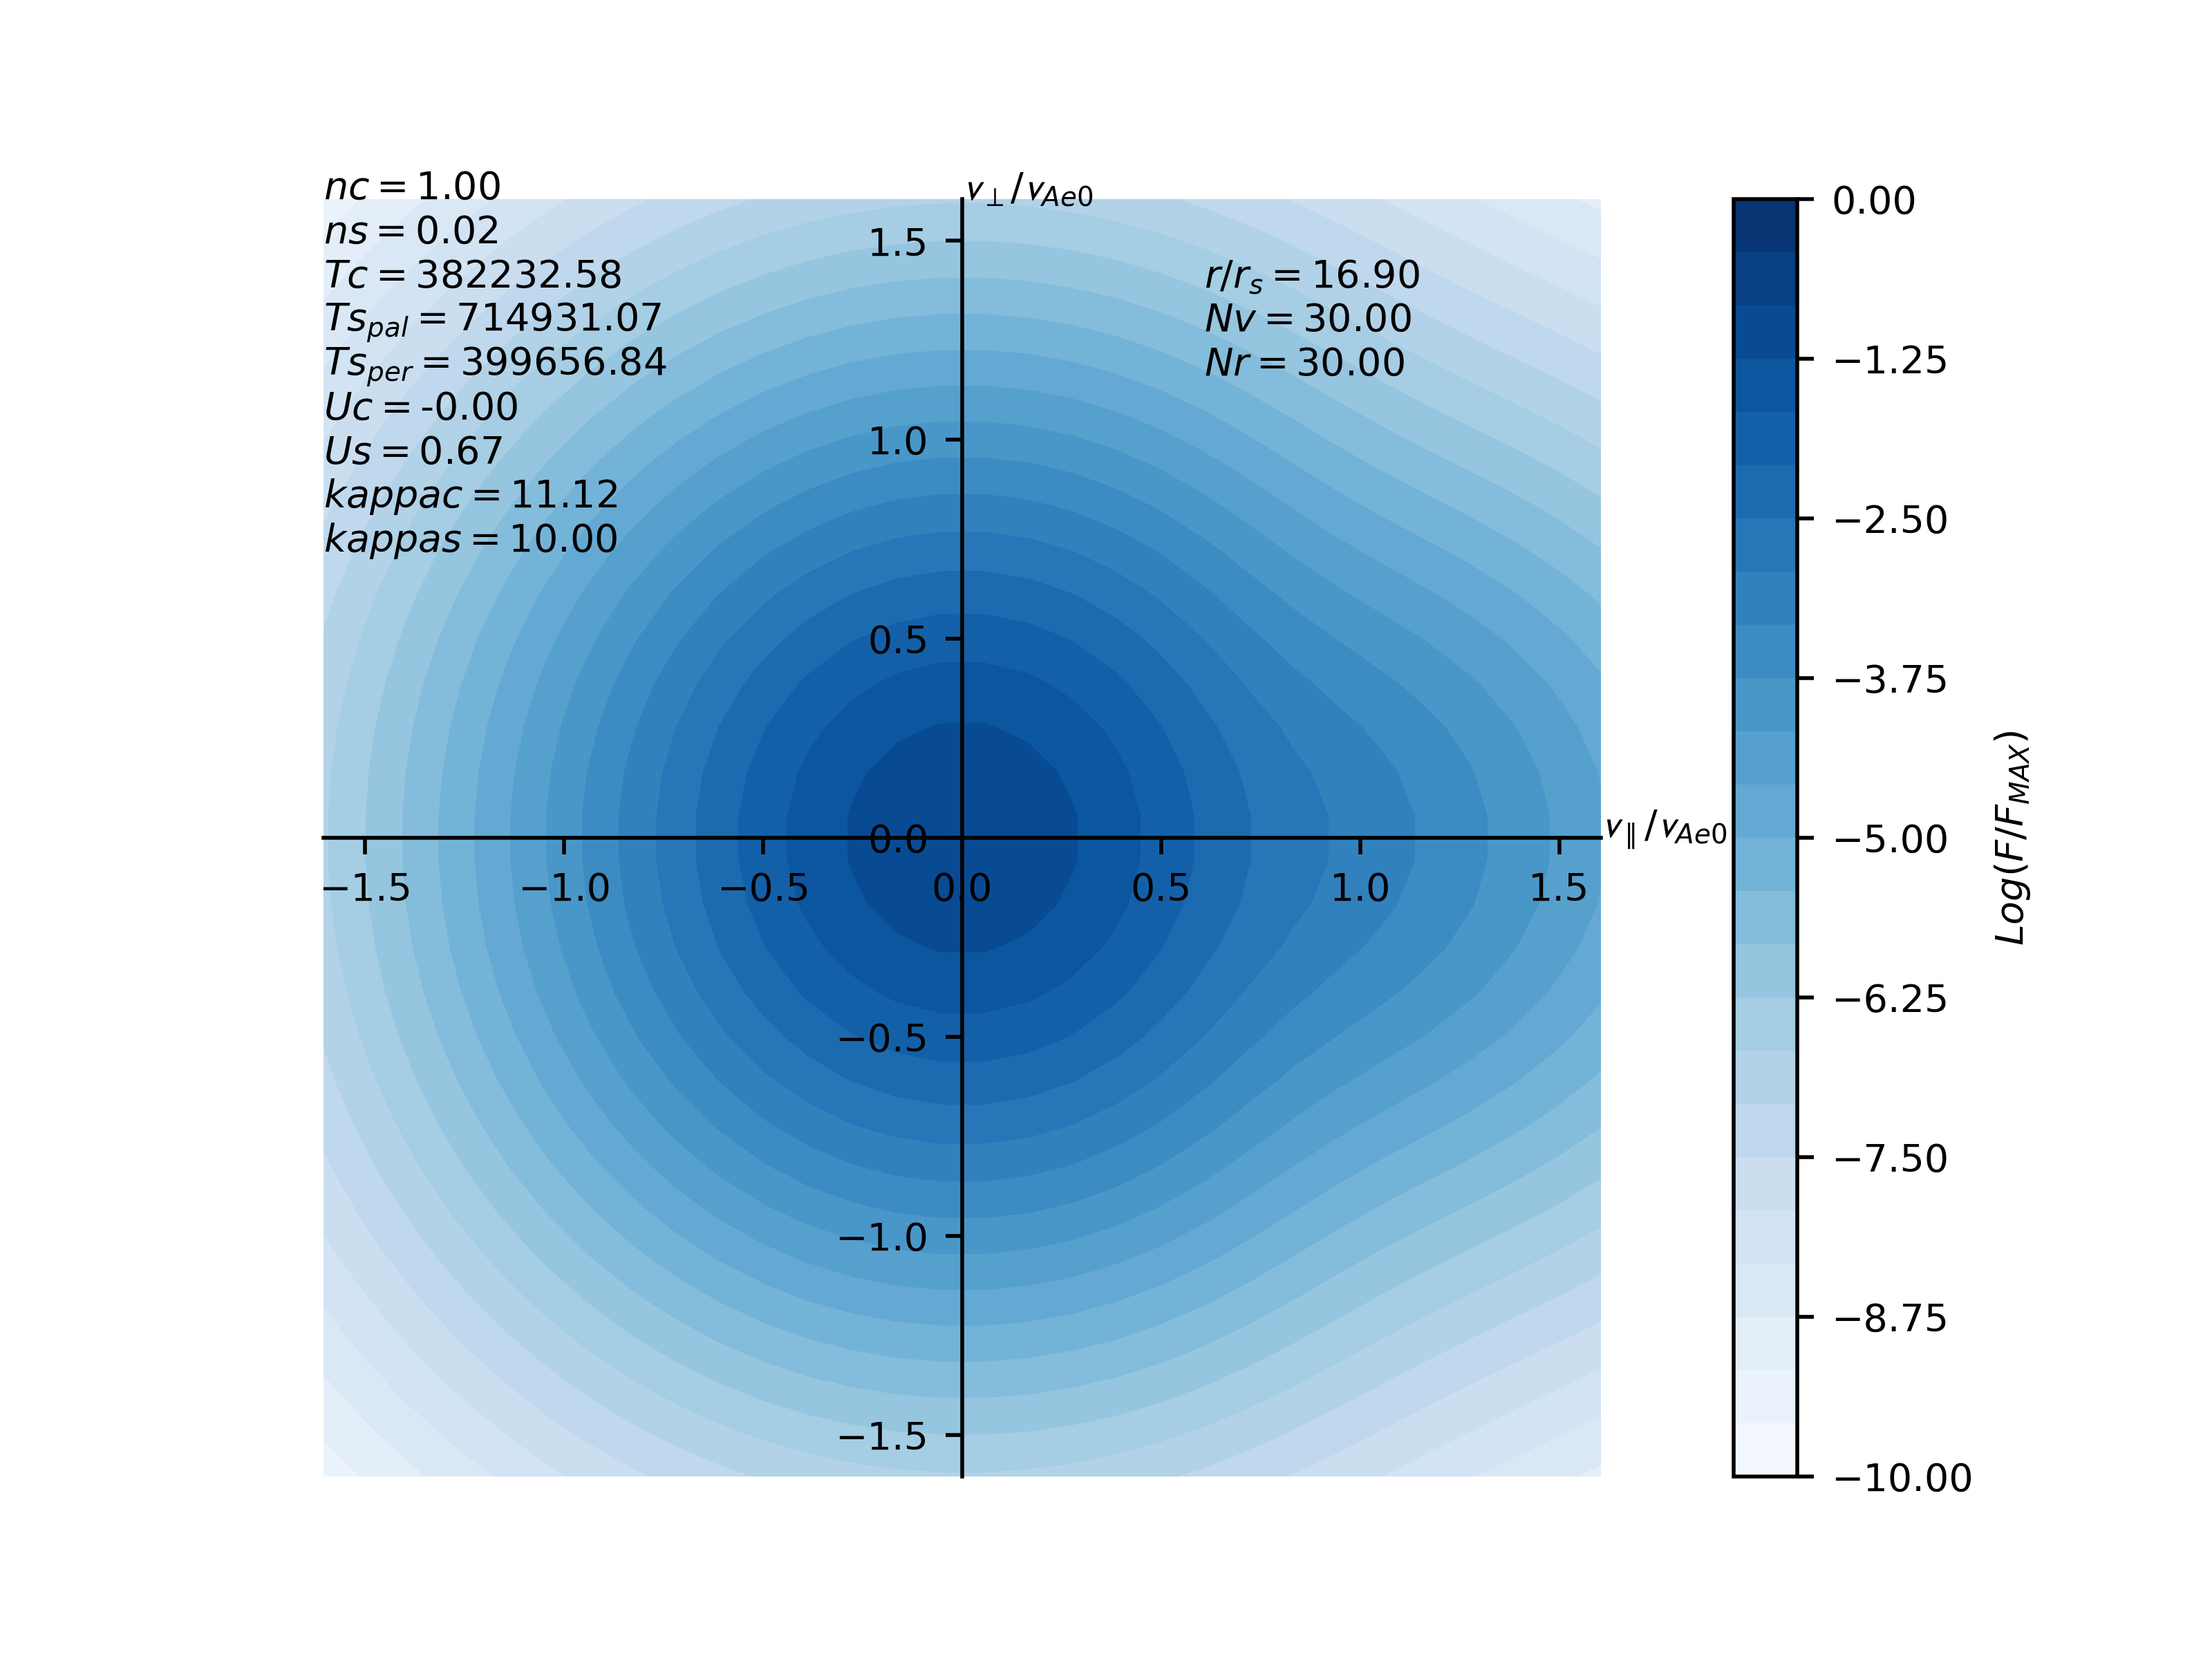 nc = 1.00
ns = 0.02
Tc = 382232.58
Ts_pal = 714931.07
Ts_per = 399656.84
Uc = -0.00
Us = 0.67
kappac = 11.12
kappas = 10.00
v⊥/v_Ae0
r/r_s = 16.90
Nv = 30.00
Nr = 30.00
1.5
1.0
0.5
0.0
−0.5
−1.0
−1.5
−1.5 −1.0 −0.5 0.0 0.5 1.0 1.5
v∥/v_Ae0
0.00
−1.25
−2.50
−3.75
−5.00
−6.25
−7.50
−8.75
−10.00
Log(F/F_MAX)